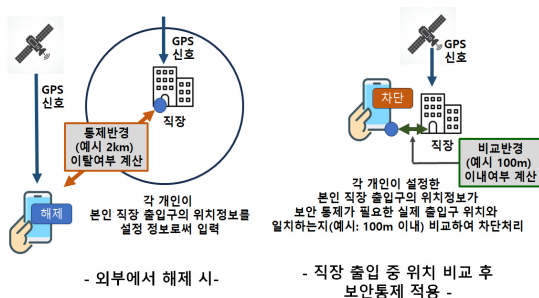 GPS
신호
GPS
신호
직장
통제반경
(예시 2km)
이탈여부 계산
해제
각 개인이
본인 직장 출입구의 위치정보를
설정 정보로써 입력
- 외부에서 해제 시-
GPS
신호
차단
직장
비교반경
(예시 100m)
이내여부 계산
각 개인이 설정한
본인 직장 출입구의 위치정보가
보안 통제가 필요한 실제 출입구 위치와
일치하는지(예시: 100m 이내) 비교하여 차단처리
- 직장 출입 중 위치 비교 후
보안통제 적용 -